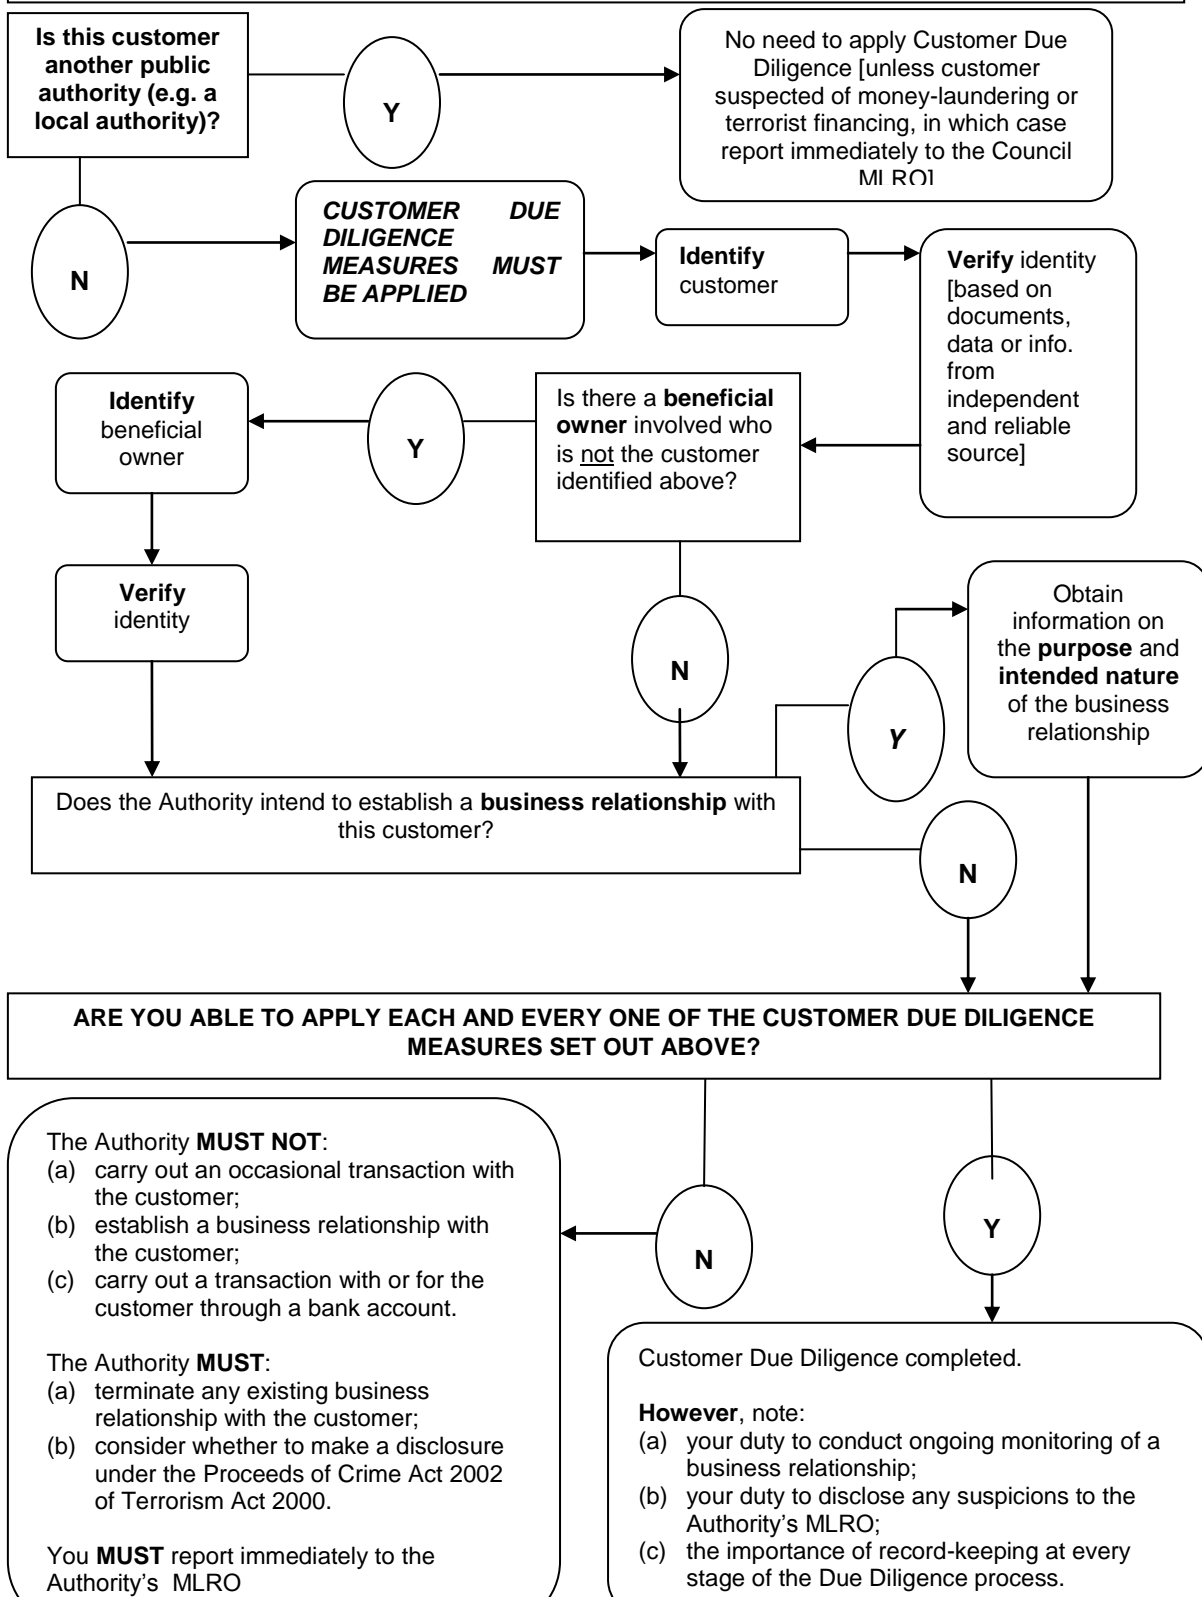 Is this customer
another public
authority (e.g. a
local authority)?
Y
No need to apply Customer Due
Diligence [unless customer
suspected of money-laundering or
terrorist financing, in which case
report immediately to the Council
MLRO]
N
CUSTOMER DUE
DILIGENCE
MEASURES MUST
BE APPLIED
Identify
customer
Verify identity
[based on
documents,
data or info.
from
independent
and reliable
source]
Is there a beneficial
owner involved who
is not the customer
identified above?
Y
Identify
beneficial
owner
Verify
identity
N
Does the Authority intend to establish a business relationship with
this customer?
Y
Obtain
information on
the purpose and
intended nature
of the business
relationship
N
ARE YOU ABLE TO APPLY EACH AND EVERY ONE OF THE CUSTOMER DUE DILIGENCE
MEASURES SET OUT ABOVE?
N
The Authority MUST NOT:
(a) carry out an occasional transaction with
the customer;
(b) establish a business relationship with
the customer;
(c) carry out a transaction with or for the
customer through a bank account.
The Authority MUST:
(a) terminate any existing business
relationship with the customer;
(b) consider whether to make a disclosure
under the Proceeds of Crime Act 2002
of Terrorism Act 2000.
You MUST report immediately to the
Authority's MLRO
Y
Customer Due Diligence completed.
However, note:
(a) your duty to conduct ongoing monitoring of a
business relationship;
(b) your duty to disclose any suspicions to the
Authority's MLRO;
(c) the importance of record-keeping at every
stage of the Due Diligence process.